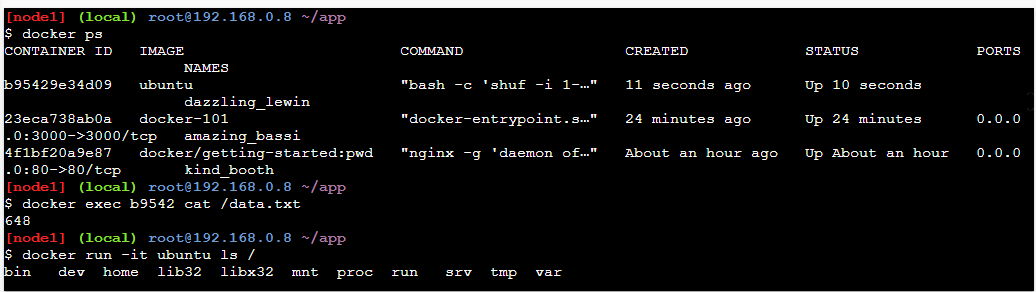 [node1] (local) root@192.168.0.8 ~/app
$ docker ps
CONTAINER ID   IMAGE                        COMMAND                  CREATED             STATUS             PORTS
                    NAMES
b95429e34d09   ubuntu                       "bash -c 'shuf -i 1-…"   11 seconds ago      Up 10 seconds
                    dazzling_lewin
23eca738ab0a   docker-101                   "docker-entrypoint.s…"   24 minutes ago      Up 24 minutes      0.0.0
.0:3000->3000/tcp   amazing_bassi
4f1bf20a9e87   docker/getting-started:pwd   "nginx -g 'daemon of…"   About an hour ago   Up About an hour   0.0.0
.0:80->80/tcp       kind_booth
[node1] (local) root@192.168.0.8 ~/app
$ docker exec b9542 cat /data.txt
648
[node1] (local) root@192.168.0.8 ~/app
$ docker run -it ubuntu ls /
bin   dev  home  lib32  libx32  mnt  proc  run   srv  tmp  var